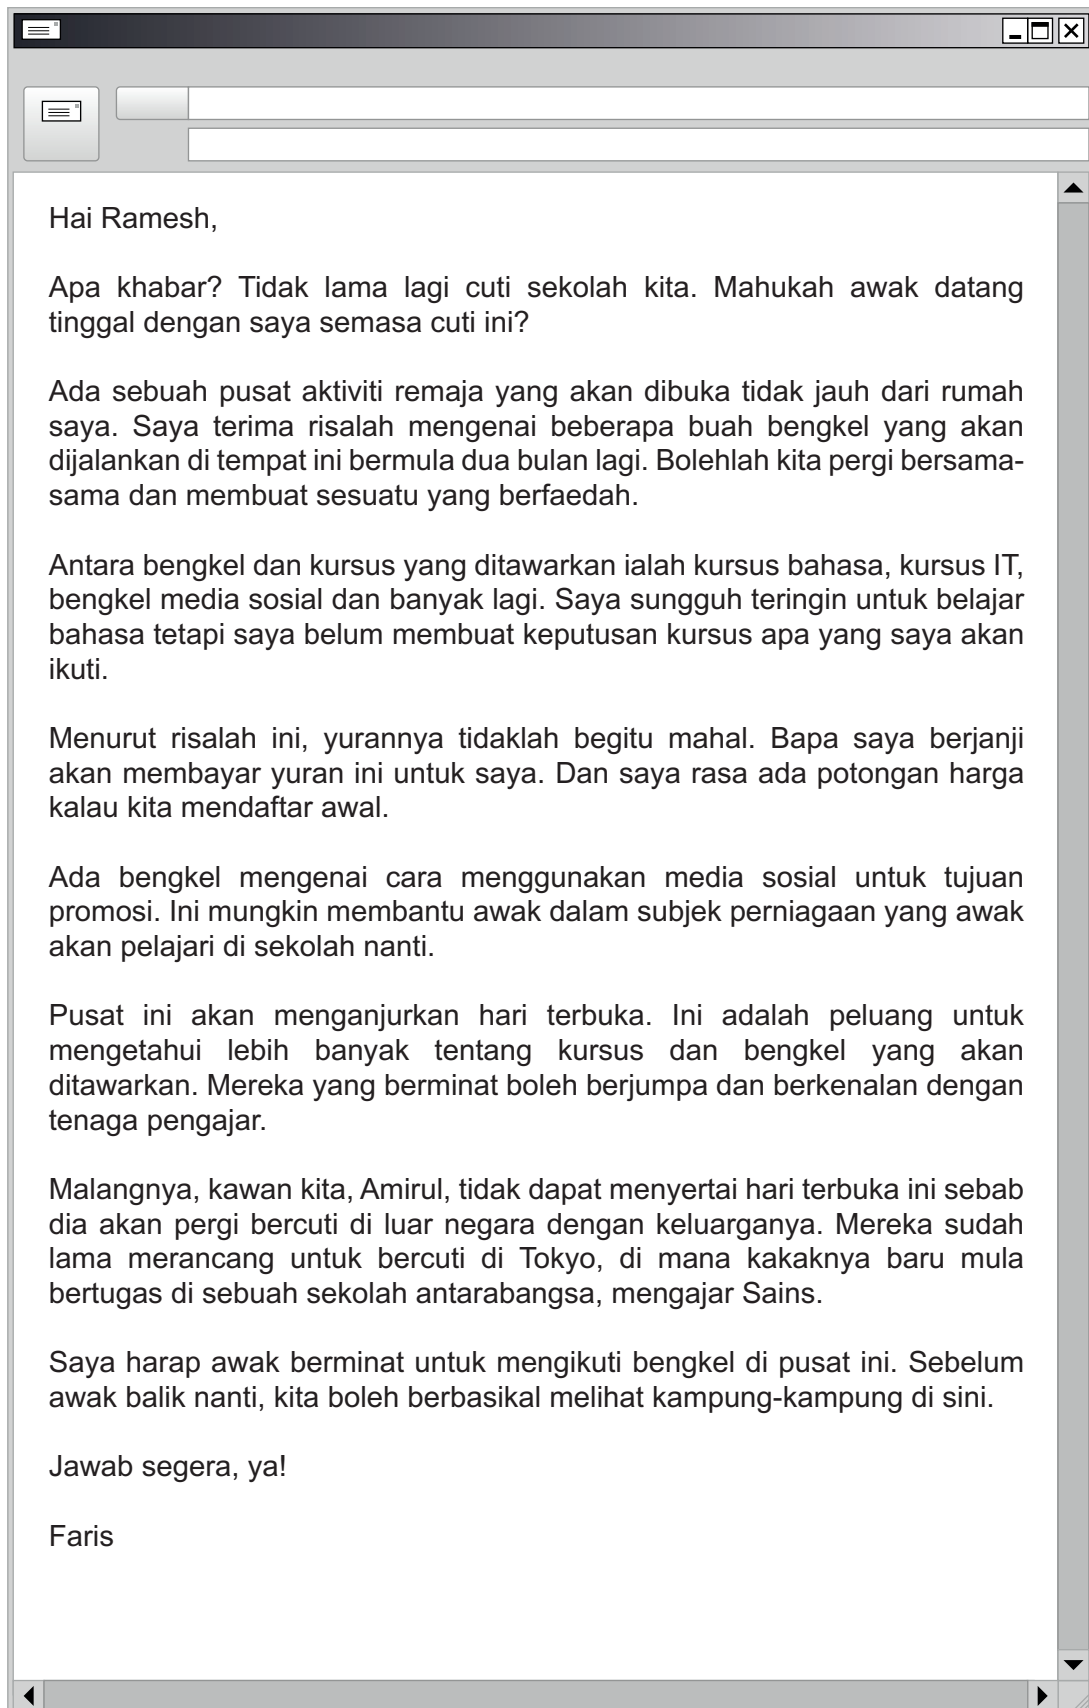 Hai Ramesh,
Apa khabar? Tidak lama lagi cuti sekolah kita. Mahukah awak datang
tinggal dengan saya semasa cuti ini?
Ada sebuah pusat aktiviti remaja yang akan dibuka tidak jauh dari rumah
saya. Saya terima risalah mengenai beberapa buah bengkel yang akan
dijalankan di tempat ini bermula dua bulan lagi. Bolehlah kita pergi bersama-
sama dan membuat sesuatu yang berfaedah.
Antara bengkel dan kursus yang ditawarkan ialah kursus bahasa, kursus IT,
bengkel media sosial dan banyak lagi. Saya sungguh teringin untuk belajar
bahasa tetapi saya belum membuat keputusan kursus apa yang saya akan
ikuti.
Menurut risalah ini, yurannya tidaklah begitu mahal. Bapa saya berjanji
akan membayar yuran ini untuk saya. Dan saya rasa ada potongan harga
kalau kita mendaftar awal.
Ada bengkel mengenai cara menggunakan media sosial untuk tujuan
promosi. Ini mungkin membantu awak dalam subjek perniagaan yang awak
akan pelajari di sekolah nanti.
Pusat ini akan menganjurkan hari terbuka. Ini adalah peluang untuk
mengetahui lebih banyak tentang kursus dan bengkel yang akan
ditawarkan. Mereka yang berminat boleh berjumpa dan berkenalan dengan
tenaga pengajar.
Malangnya, kawan kita, Amirul, tidak dapat menyertai hari terbuka ini sebab
dia akan pergi bercuti di luar negara dengan keluarganya. Mereka sudah
lama merancang untuk bercuti di Tokyo, di mana kakaknya baru mula
bertugas di sebuah sekolah antarabangsa, mengajar Sains.
Saya harap awak berminat untuk mengikuti bengkel di pusat ini. Sebelum
awak balik nanti, kita boleh berbasikal melihat kampung-kampung di sini.
Jawab segera, ya!
Faris